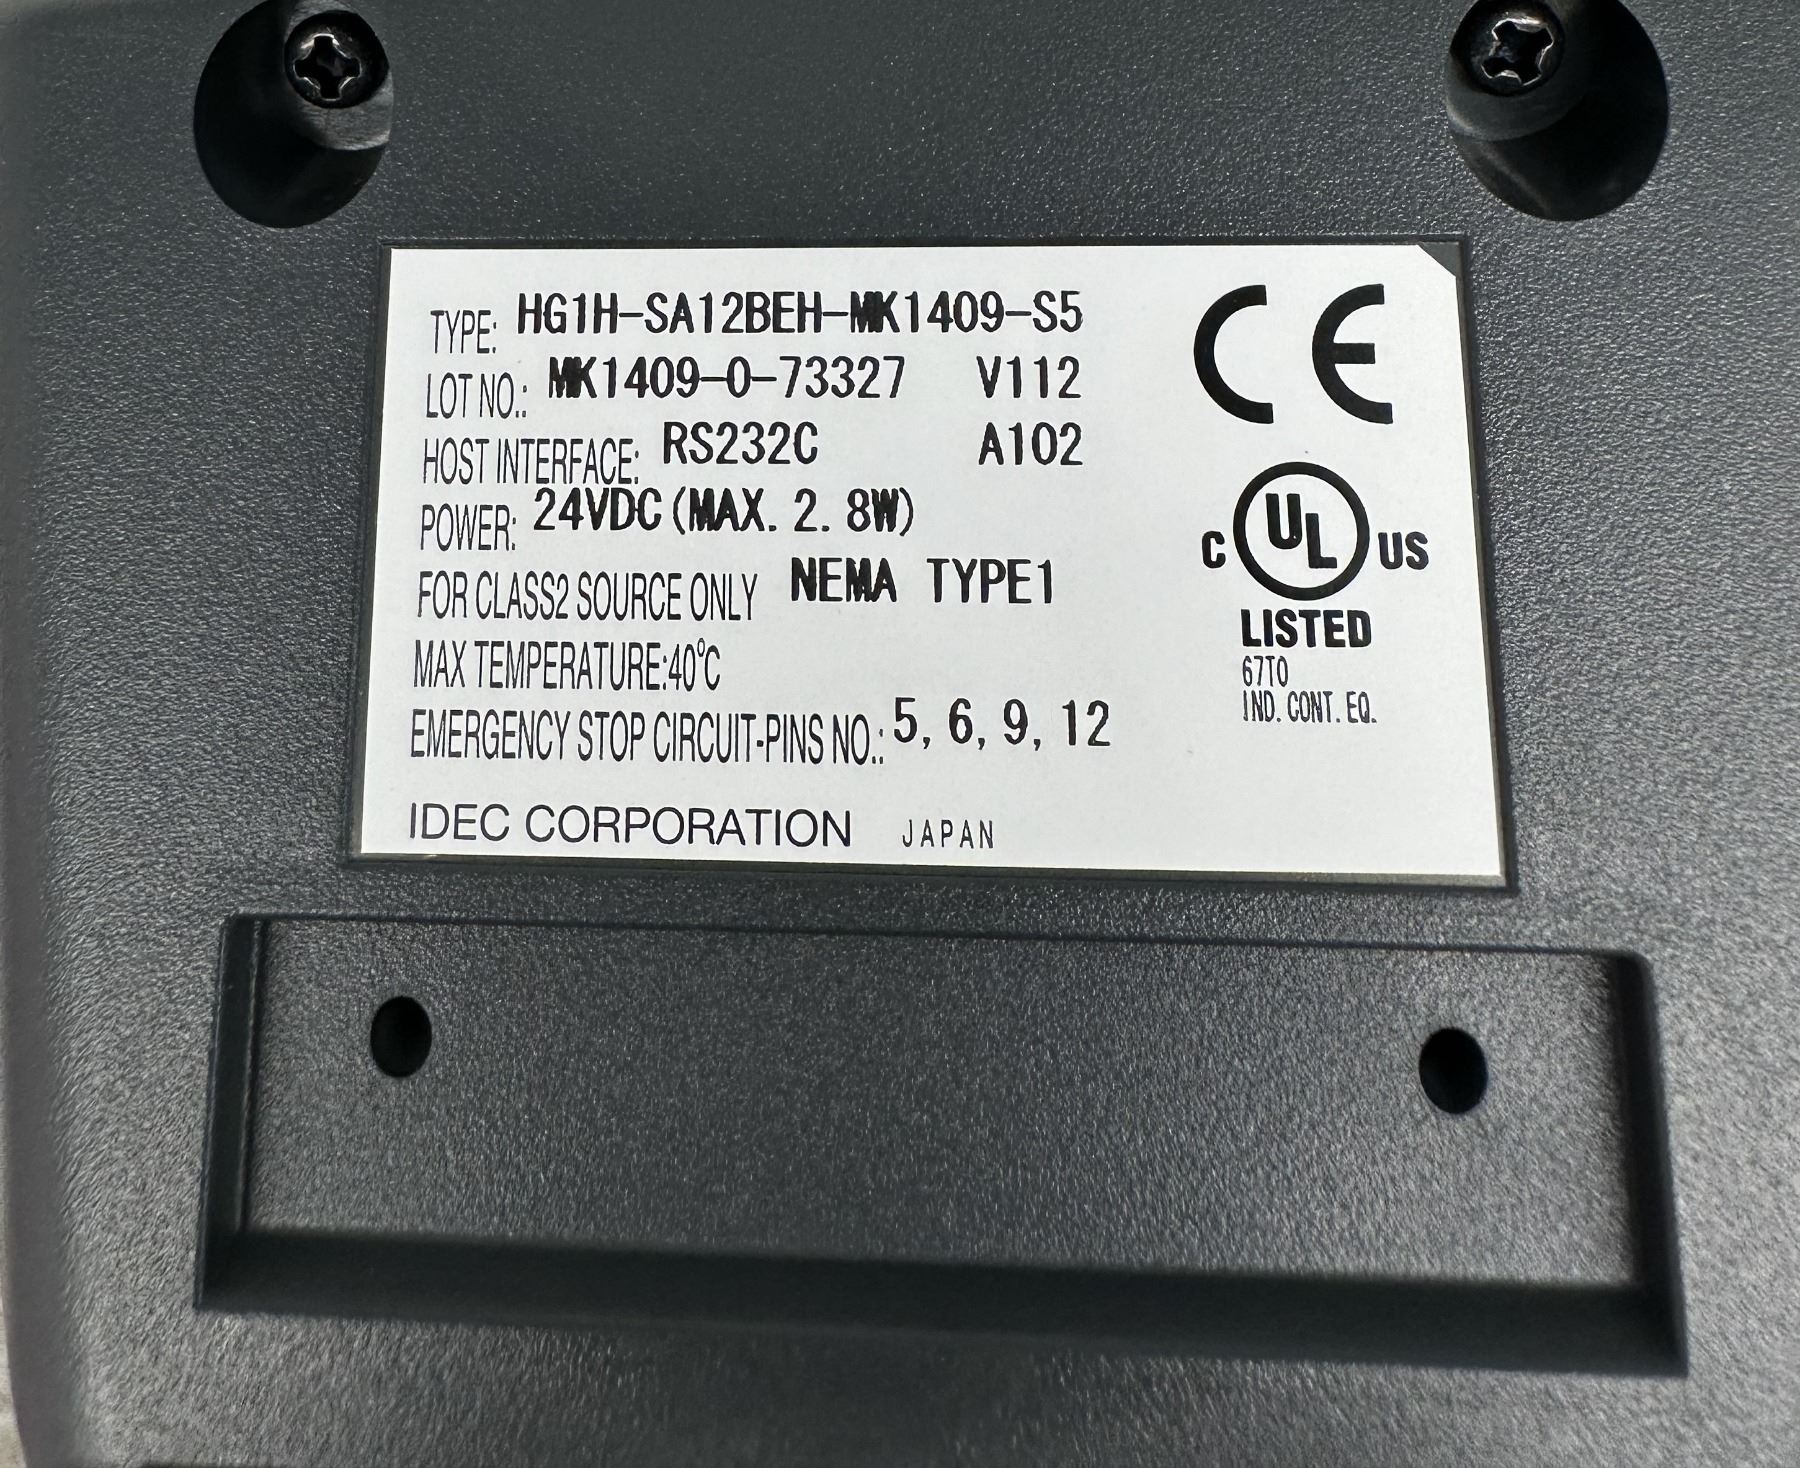 TYPE: HG1H-SA12BEH-MK1409-S5
LOT NO.: MK1409-0-73327 V112
HOST INTERFACE: RS232C A102
POWER: 24VDC (MAX. 2. 8W)
FOR CLASS2 SOURCE ONLY NEMA TYPE1
MAX TEMPERATURE:40°C
EMERGENCY STOP CIRCUIT-PINS NO.: 5, 6, 9, 12
IDEC CORPORATION JAPAN
CE
C UL US
LISTED
67T0
IND. CONT. EQ.